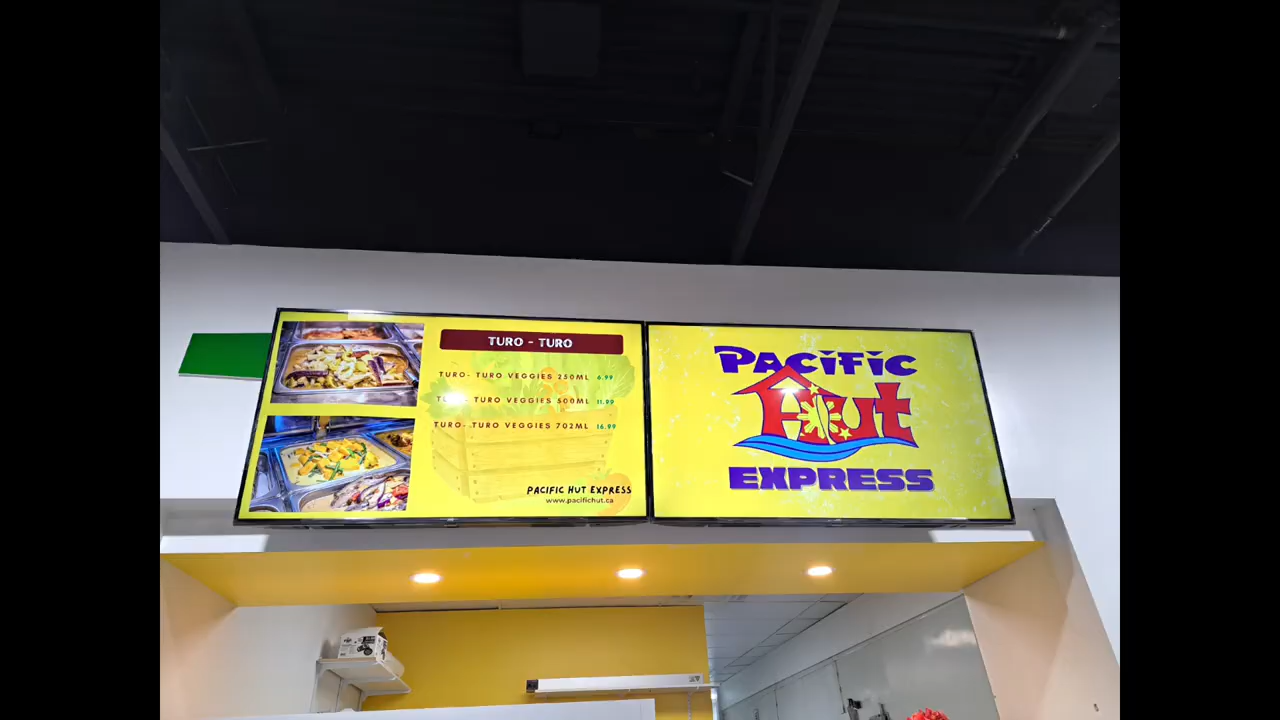 TURO - TURO
TURO- TURO VEGGIES 250ML 6.99
TURO- TURO VEGGIES 500ML 11.99
TURO- TURO VEGGIES 702ML 16.99
PACIFIC HUT EXPRESS
www.pacifichut.ca
PACIFIC
Hut
EXPRESS